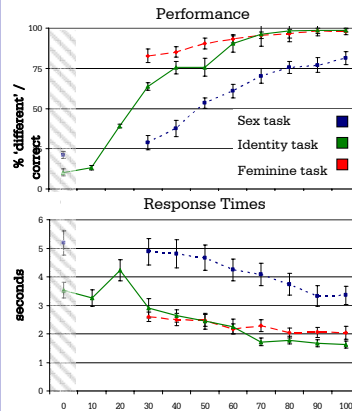 Performance
% 'different' /
correct
100
75
50
25
0
Sex task
Identity task
Feminine task
Response Times
seconds
6
5
4
3
2
1
0
0 10 20 30 40 50 60 70 80 90 100